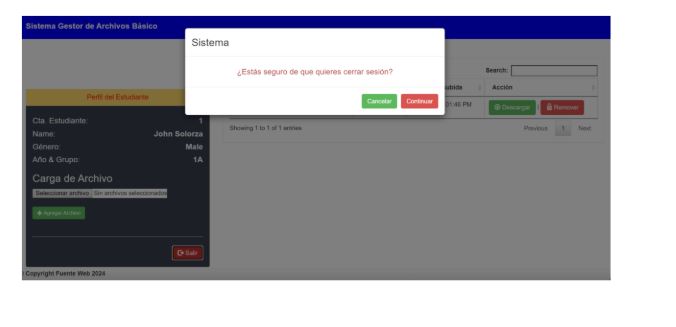 Sistema Gestor de Archivos Básico
Sistema
¿Estás seguro de que quieres cerrar sesión?
Cancelar Continuar
Search:
subida Acción
01:46 PM Descargar Remover
Showing 1 to 1 of 1 entries Previous 1 Next
Perfil del Estudiante
Cta. Estudiante: 1
Name: John Solorza
Género: Male
Año & Grupo: 1A
Carga de Archivo
Seleccionar archivo Sin archivos seleccionados
+ Agregar Archivo
Salir
Copyright Fuente Web 2024